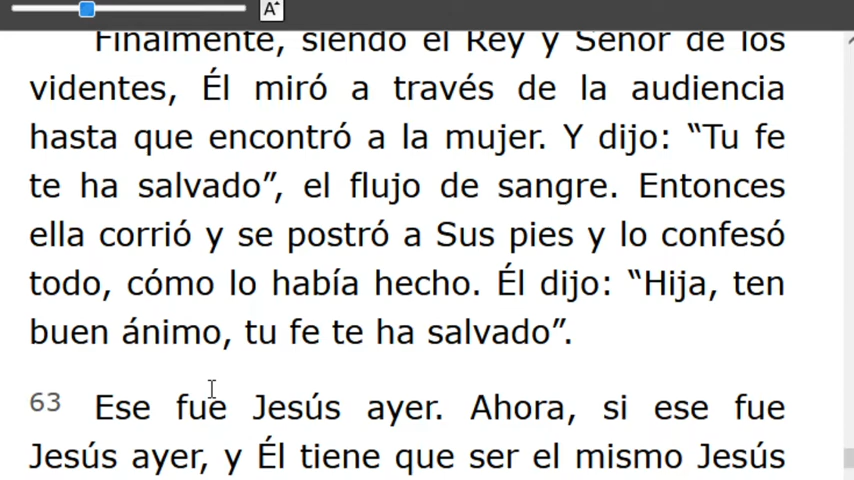 A
Finalmente, siendo el Rey y Señor de los
videntes, Él miró a través de la audiencia
hasta que encontró a la mujer. Y dijo: “Tu fe
te ha salvado”, el flujo de sangre. Entonces
ella corrió y se postró a Sus pies y lo confesó
todo, cómo lo había hecho. Él dijo: “Hija, ten
buen ánimo, tu fe te ha salvado”.
63 Ese fue Jesús ayer. Ahora, si ese fue
Jesús ayer, y Él tiene que ser el mismo Jesús